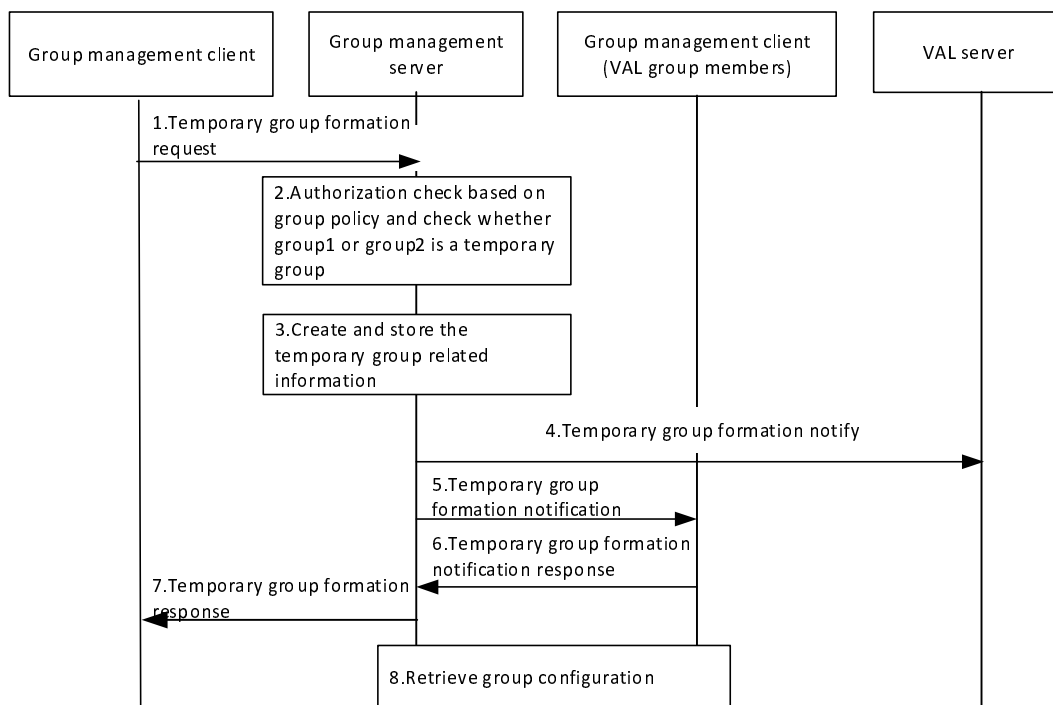 Group management client
Group management
server
Group management client
(VAL group members)
VAL server
1.Temporary group formation
request
2.Authorization check based on
group policy and check whether
group1 or group2 is a temporary
group
3.Create and store the
temporary group related
information
4.Temporary group formation notify
5.Temporary group
formation notification
6.Temporary group formation
notification response
7.Temporary group formation
response
8.Retrieve group configuration